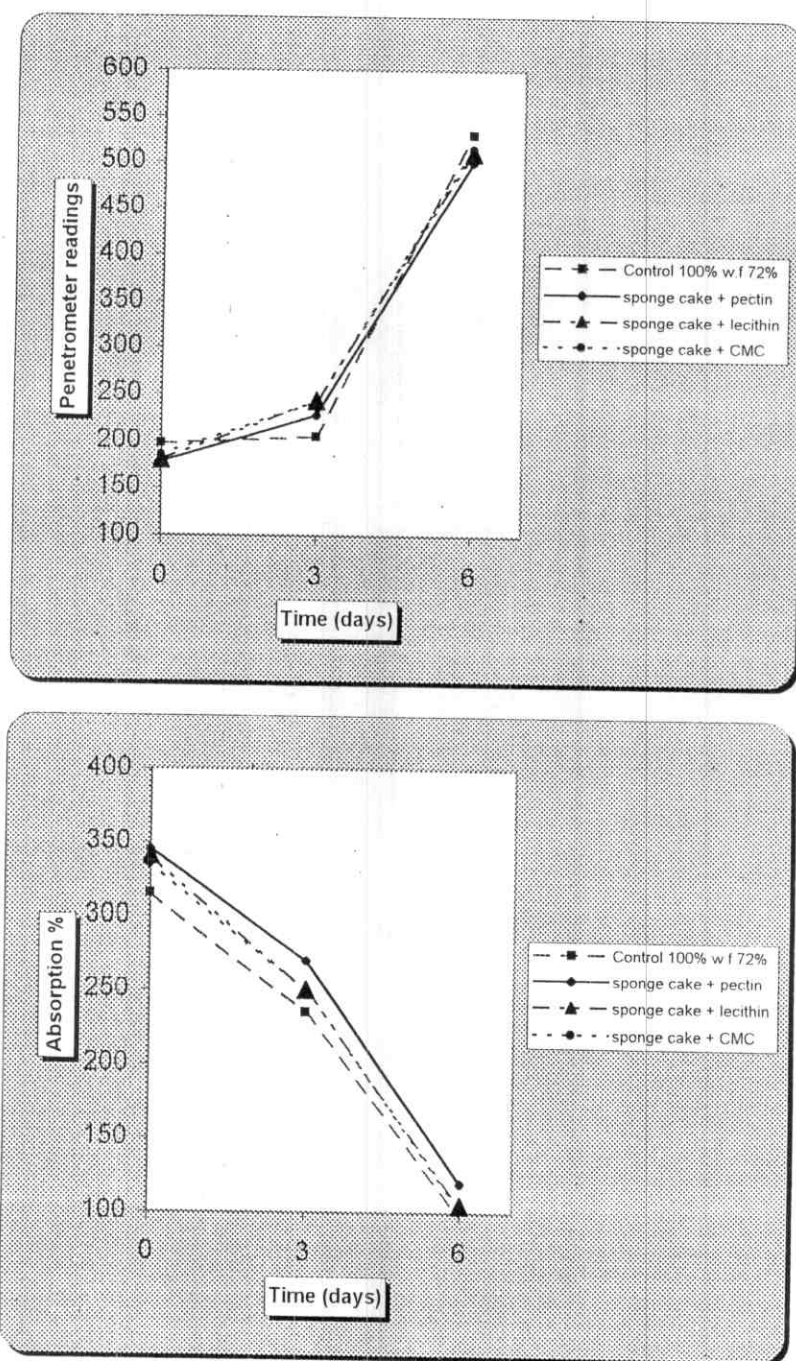 600
550
500
450
400
350
300
250
200
150
100
Penetrometer readings
0 3 6
Time (days)
Control 100% w.f 72%
sponge cake + pectin
sponge cake + lecithin
sponge cake + CMC
400
350
300
250
200
150
100
Absorption %
0 3 6
Time (days)
Control 100% w f 72%
sponge cake + pectin
sponge cake + lecithin
sponge cake + CMC